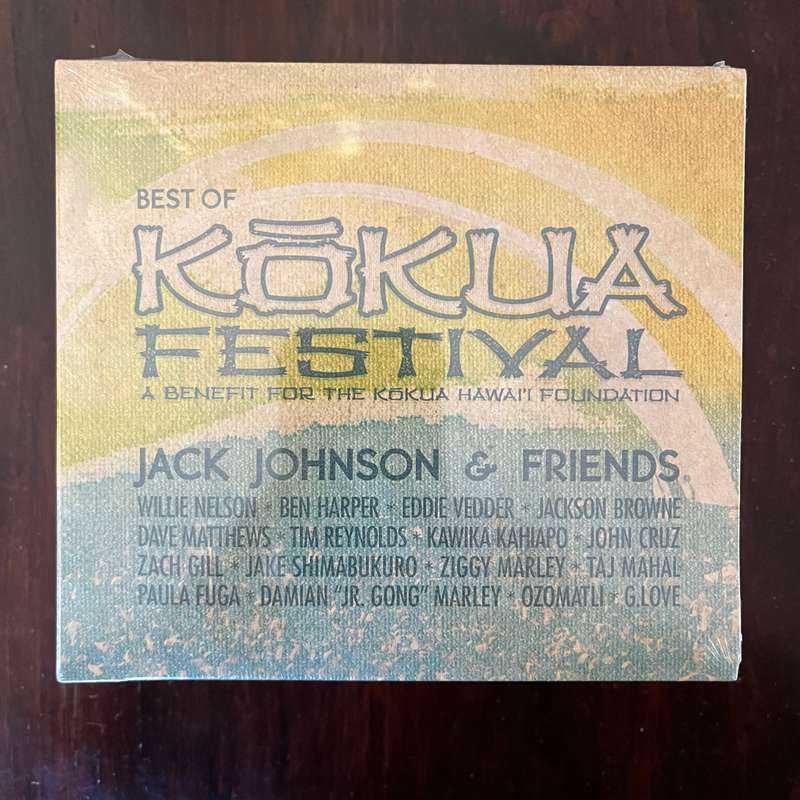 BEST OF
KŌKUA
FESTIVAL
A BENEFIT FOR THE KŌKUA HAWAI'I FOUNDATION
JACK JOHNSON & FRIENDS
WILLIE NELSON * BEN HARPER * EDDIE VEDDER * JACKSON BROWNE
DAVE MATTHEWS * TIM REYNOLDS * KAWIKA KAHIAPO * JOHN CRUZ
ZACH GILL * JAKE SHIMABUKURO * ZIGGY MARLEY * TAJ MAHAL
PAULA FUGA * DAMIAN "JR. GONG" MARLEY * OZOMATLI * G.LOVE